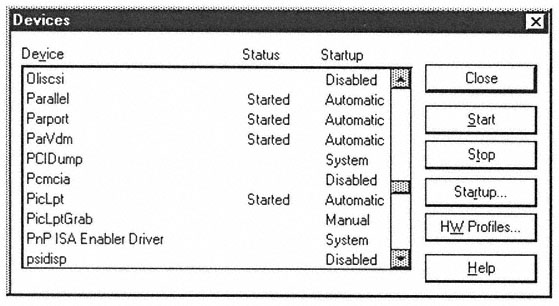 Devices
Device Status Startup
Oliscsi Disabled
Parallel Started Automatic
Parport Started Automatic
ParVdm Started Automatic
PCIDump System
Pcmcia Disabled
PicLpt Started Automatic
PicLptGrab Manual
PnP ISA Enabler Driver System
psidisp Disabled
Close
Start
Stop
Startup...
HW Profiles...
Help